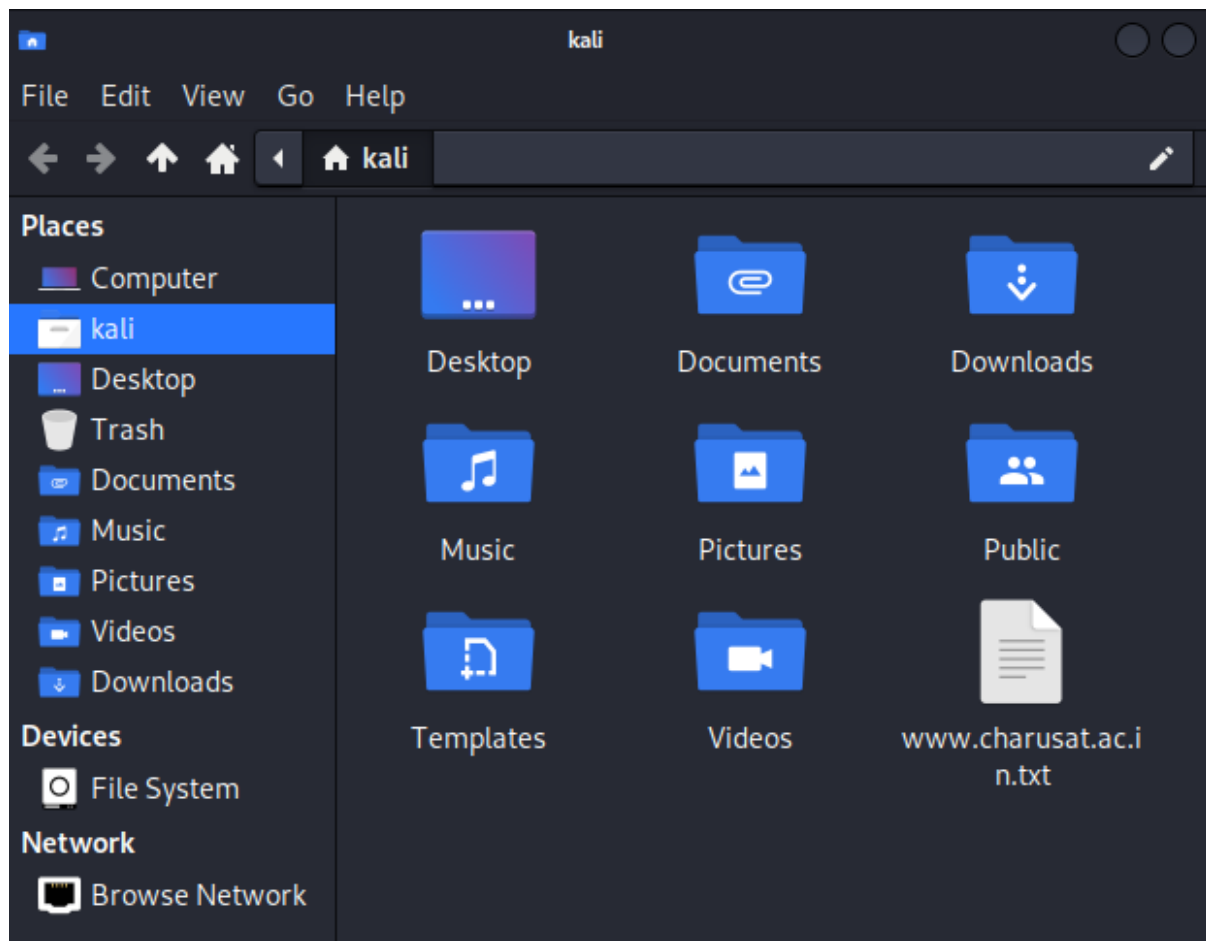 kali
File Edit View Go Help
kali
Places
Computer
kali
Desktop
Trash
Documents
Music
Pictures
Videos
Downloads
Devices
File System
Network
Browse Network
Desktop Documents Downloads
Music Pictures Public
Templates Videos www.charusat.ac.i
n.txt